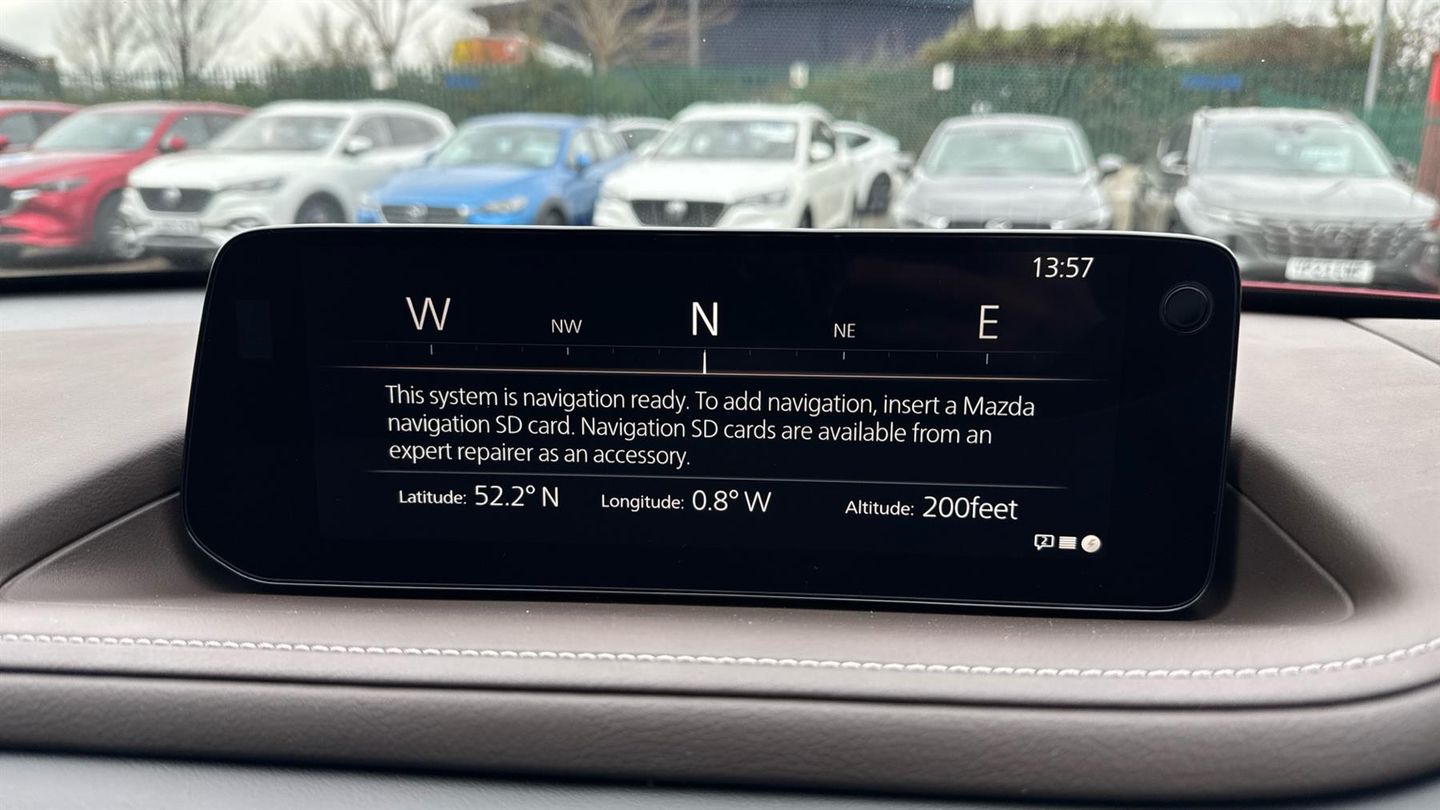 13:57
W NW N NE E
This system is navigation ready. To add navigation, insert a Mazda
navigation SD card. Navigation SD cards are available from an
expert repairer as an accessory.
Latitude: 52.2° N Longitude: 0.8° W Altitude: 200feet
2